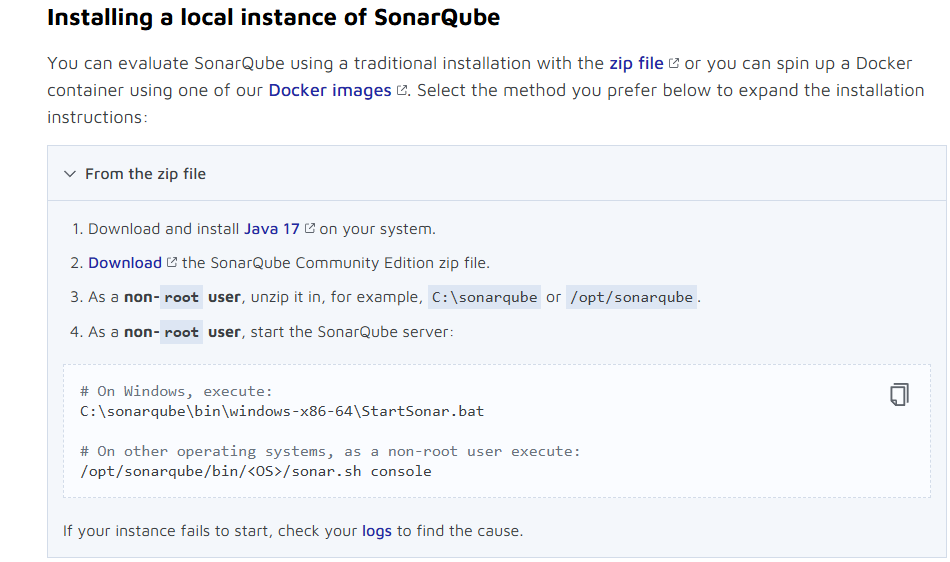 Installing a local instance of SonarQube
You can evaluate SonarQube using a traditional installation with the zip file or you can spin up a Docker
container using one of our Docker images. Select the method you prefer below to expand the installation
instructions:
From the zip file
1. Download and install Java 17 on your system.
2. Download the SonarQube Community Edition zip file.
3. As a non-root user, unzip it in, for example, C:\sonarqube or /opt/sonarqube.
4. As a non-root user, start the SonarQube server:
# On Windows, execute:
C:\sonarqube\bin\windows-x86-64\StartSonar.bat
# On other operating systems, as a non-root user execute:
/opt/sonarqube/bin/<OS>/sonar.sh console
If your instance fails to start, check your logs to find the cause.